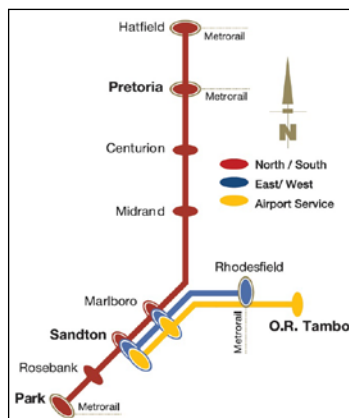 Hatfield
Metrorail
Pretoria
Metrorail
Centurion
N
North / South
East/ West
Airport Service
Midrand
Rhodesfield
Marlboro
Sandton
O.R. Tambo
Metrorail
Rosebank
Park
Metrorail